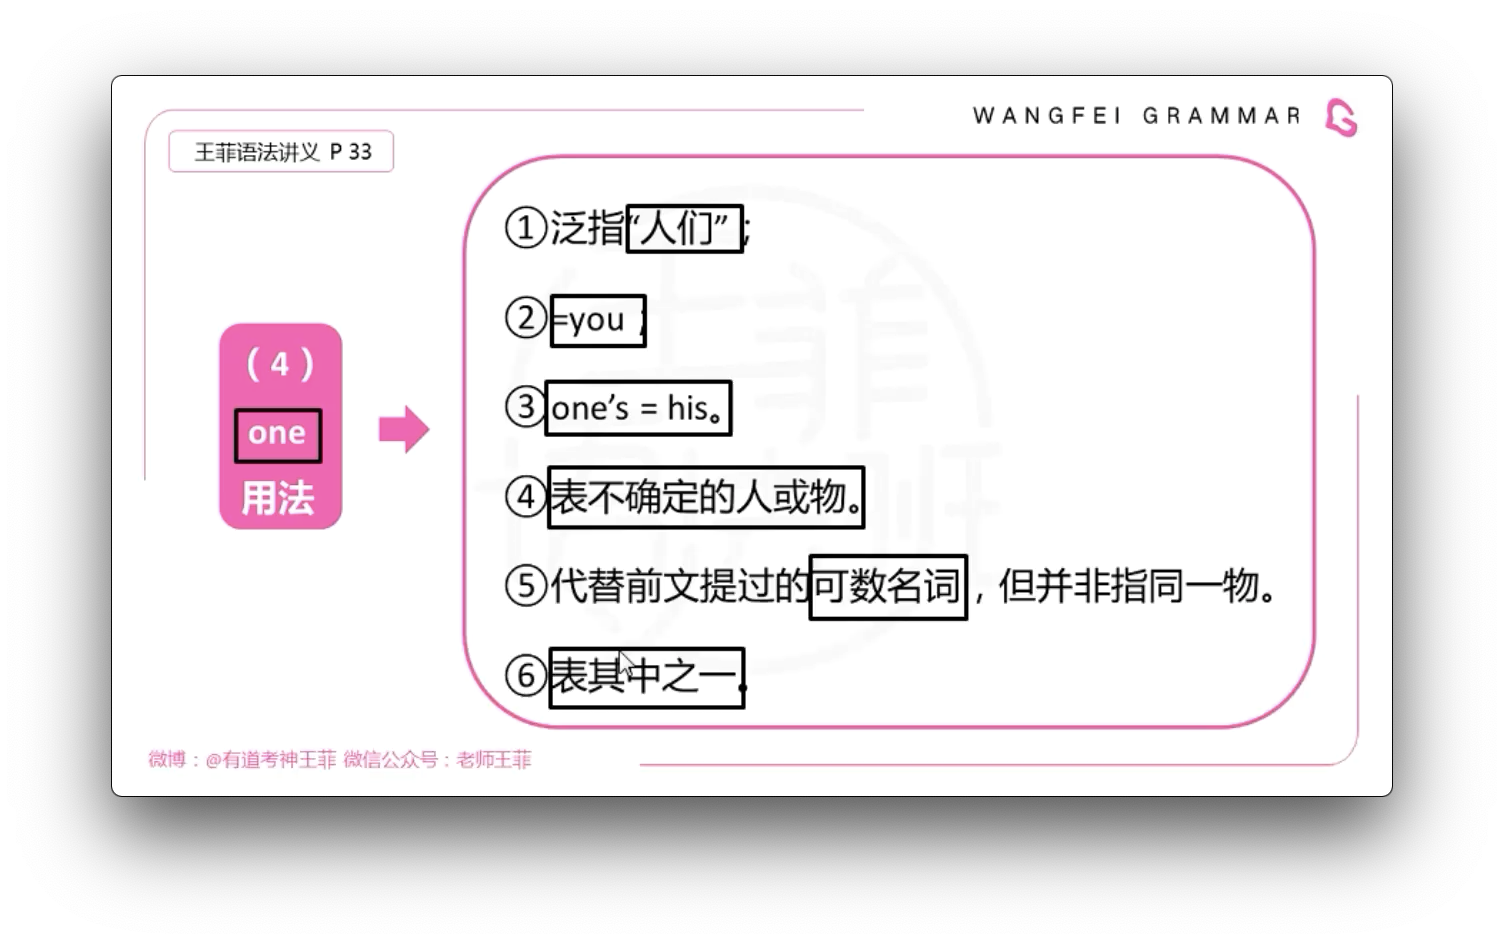 WANGFEI GRAMMAR
王菲语法讲义 P 33
①泛指“人们”;
②=you ;
③one’s = his。
④表不确定的人或物。
⑤代替前文提过的可数名词，但并非指同一物。
⑥表其中之一。
（4）
one
用法
微博：@有道考神王菲 微信公众号：老师王菲